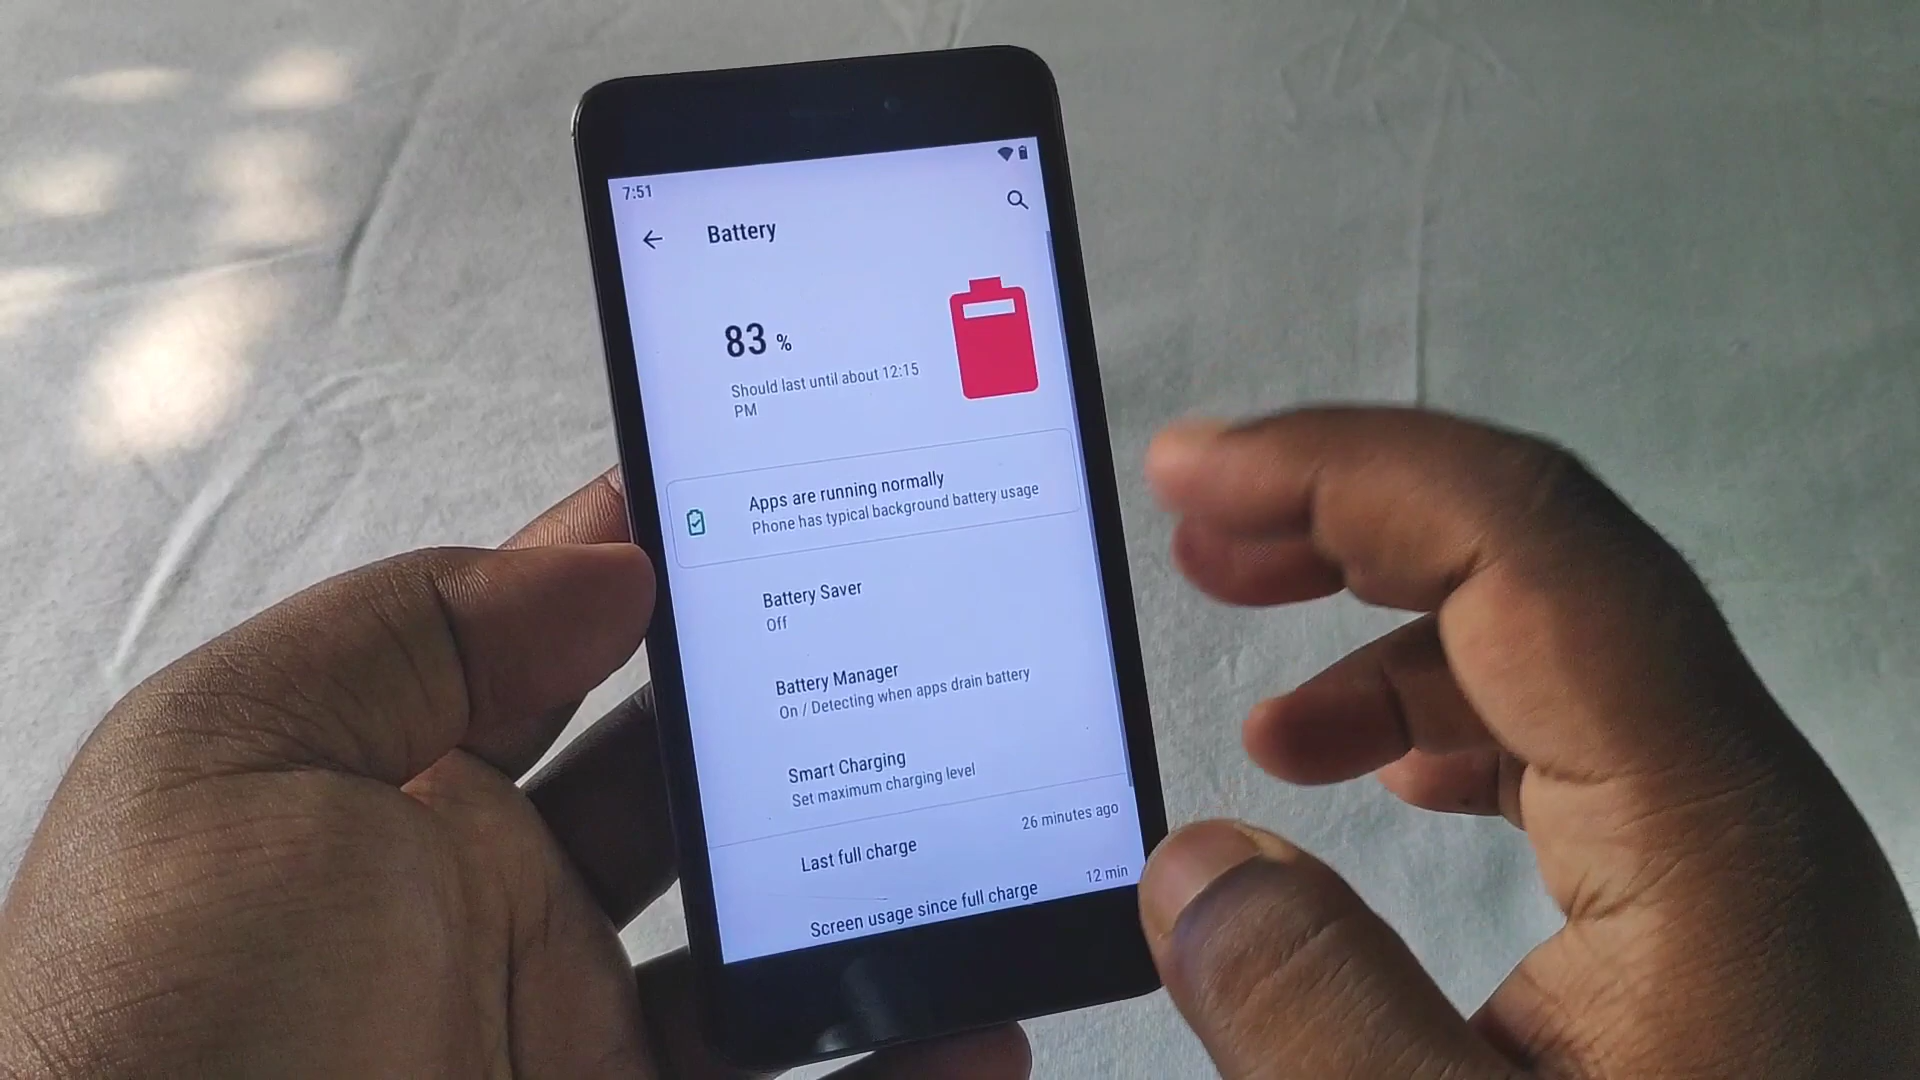 7:51
Battery
83 %
Should last until about 12:15
PM
Apps are running normally
Phone has typical background battery usage
Battery Saver
Off
Battery Manager
On / Detecting when apps drain battery
Smart Charging
Set maximum charging level
Last full charge
26 minutes ago
Screen usage since full charge
12 min